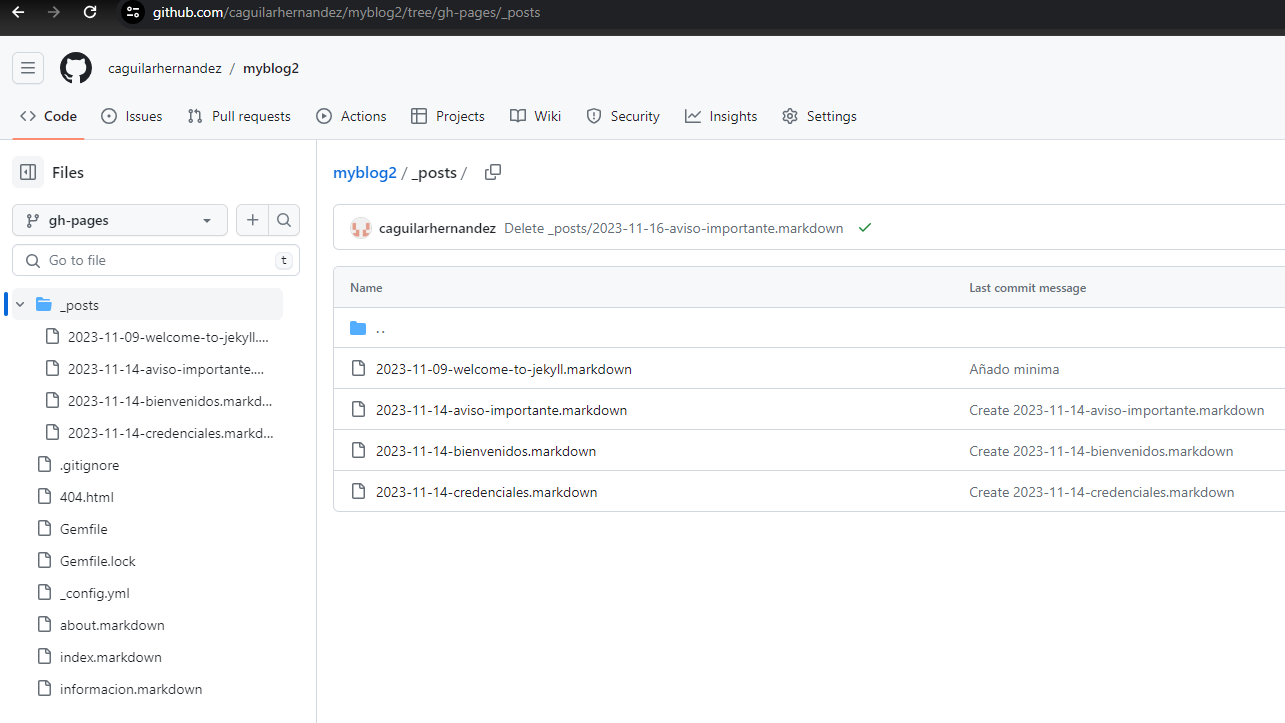 github.com/caguilarhernandez/myblog2/tree/gh-pages/_posts
caguilarhernandez / myblog2
Code Issues Pull requests Actions Projects Wiki Security Insights Settings
Files
gh-pages
Go to file t
_posts
2023-11-09-welcome-to-jekyll....
2023-11-14-aviso-importante.m...
2023-11-14-bienvenidos.markd...
2023-11-14-credenciales.markd...
.gitignore
404.html
Gemfile
Gemfile.lock
_config.yml
about.markdown
index.markdown
informacion.markdown
myblog2 / _posts /
caguilarhernandez Delete _posts/2023-11-16-aviso-importante.markdown
Name Last commit message
..
2023-11-09-welcome-to-jekyll.markdown Añado minima
2023-11-14-aviso-importante.markdown Create 2023-11-14-aviso-importante.markdown
2023-11-14-bienvenidos.markdown Create 2023-11-14-bienvenidos.markdown
2023-11-14-credenciales.markdown Create 2023-11-14-credenciales.markdown